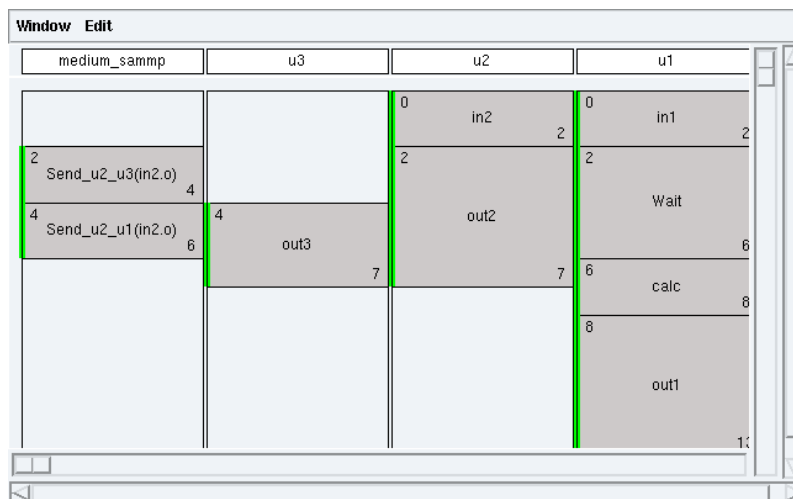 Window Edit
medium_sammp u3 u2 u1
0 in2 2
0 in1 2
2 Send_u2_u3(in2.o) 4
2 out2 7
2 Wait 6
4 Send_u2_u1(in2.o) 6
4 out3 7
6 calc 8
8 out1